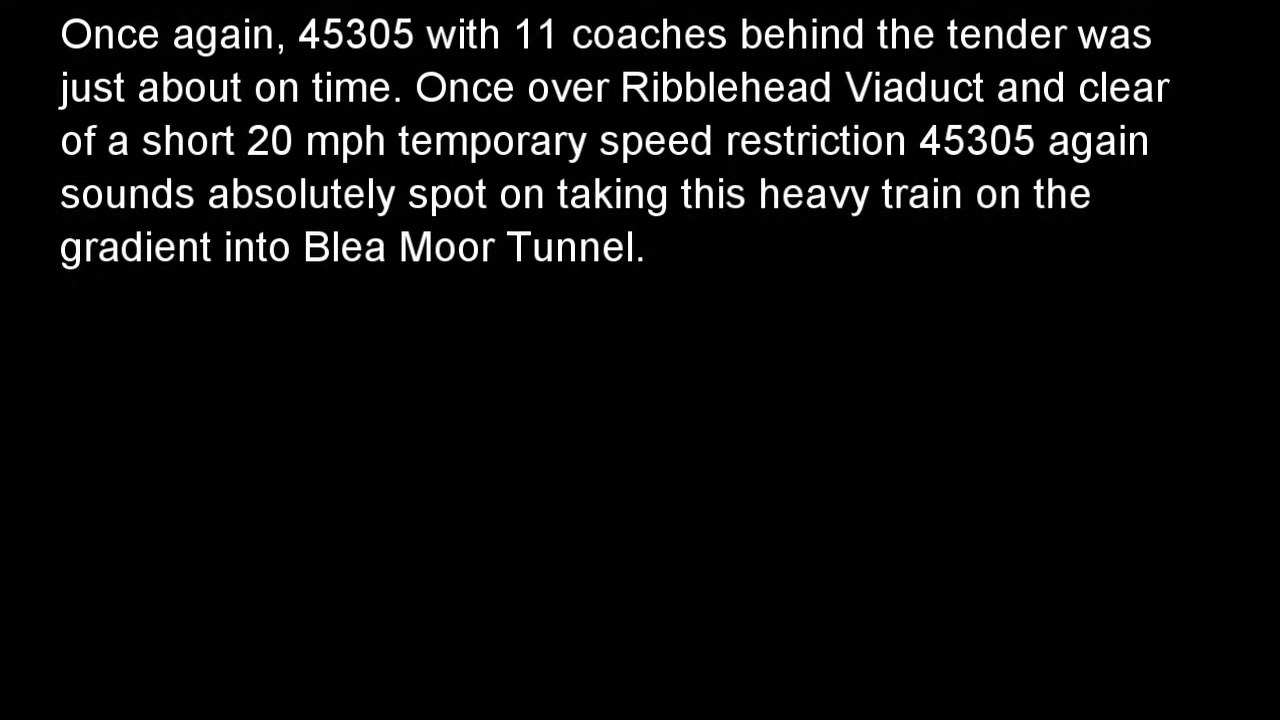 Once again, 45305 with 11 coaches behind the tender was
just about on time. Once over Ribblehead Viaduct and clear
of a short 20 mph temporary speed restriction 45305 again
sounds absolutely spot on taking this heavy train on the
gradient into Blea Moor Tunnel.